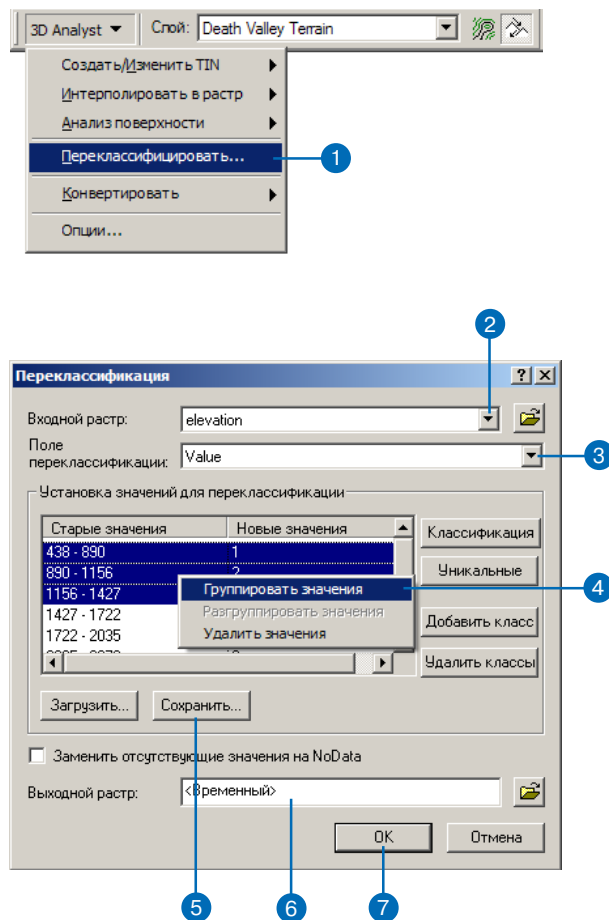 3D Analyst Слой: Death Valley Terrain
Создать/Изменить TIN
Интерполировать в растр
Анализ поверхности
Переклассифицировать... 1
Конвертировать
Опции...
2
Переклассификация
Входной растр: elevation
Поле переклассификации: Value 3
Установка значений для переклассификации
Старые значения Новые значения Классификация
438 - 890 1
890 - 1156 2 Уникальные
1156 - 1427 Группировать значения 4
1427 - 1722 Разгруппировать значения Добавить класс
1722 - 2035 Удалить значения
Удалить классы
Загрузить... Сохранить...
Заменить отсутствующие значения на NoData
Выходной растр: <Временный>
OK Отмена
5 6 7